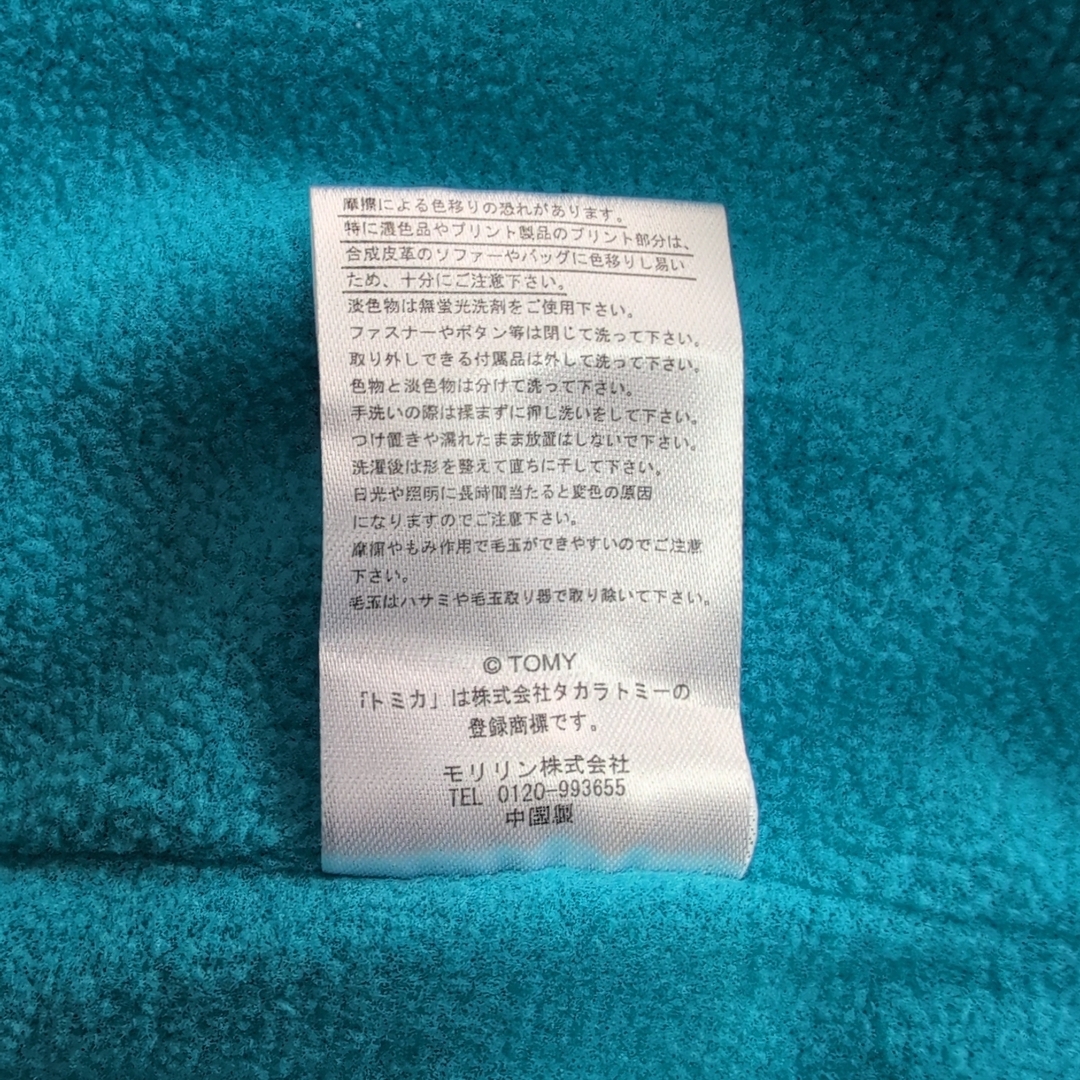 摩擦による色移りの恐れがあります。
特に濃色品やプリント製品のプリント部分は、
合成皮革のソファーやバッグに色移りし易い
ため、十分にご注意下さい。
淡色物は無蛍光洗剤をご使用下さい。
ファスナーやボタン等は閉じて洗って下さい。
取り外しできる付属品は外して洗って下さい。
色物と淡色物は分けて洗って下さい。
手洗いの際は揉まずに押し洗いをして下さい。
つけ置きや濡れたまま放置はしないで下さい。
洗濯後は形を整えて直ちに干して下さい。
日光や照明に長時間当たると変色の原因
になりますのでご注意下さい。
摩擦やもみ作用で毛玉ができやすいのでご注意
下さい。
毛玉はハサミや毛玉取り器で取り除いて下さい。
© TOMY
「トミカ」は株式会社タカラトミーの
登録商標です。
モリリン株式会社
TEL 0120-993655
中国製